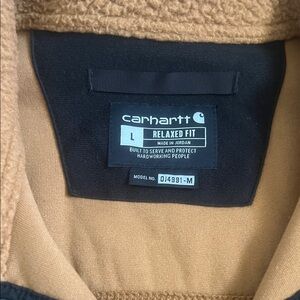 carhartt
L RELAXED FIT
MADE IN JORDAN
BUILT TO SERVE AND PROTECT
HARDWORKING PEOPLE
MODEL NO. OJ4981-M